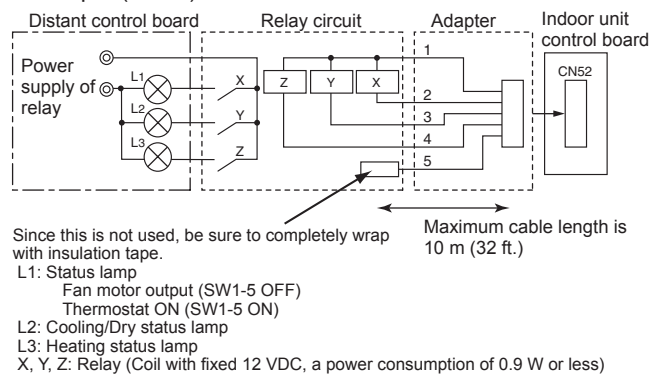 Distant control board
Relay circuit
Adapter
Indoor unit
control board
Power
supply of
relay
L1
L2
L3
X
Y
Z
Z
Y
X
1
2
3
4
5
CN52
Since this is not used, be sure to completely wrap
with insulation tape.
Maximum cable length is
10 m (32 ft.)
L1: Status lamp
Fan motor output (SW1-5 OFF)
Thermostat ON (SW1-5 ON)
L2: Cooling/Dry status lamp
L3: Heating status lamp
X, Y, Z: Relay (Coil with fixed 12 VDC, a power consumption of 0.9 W or less)